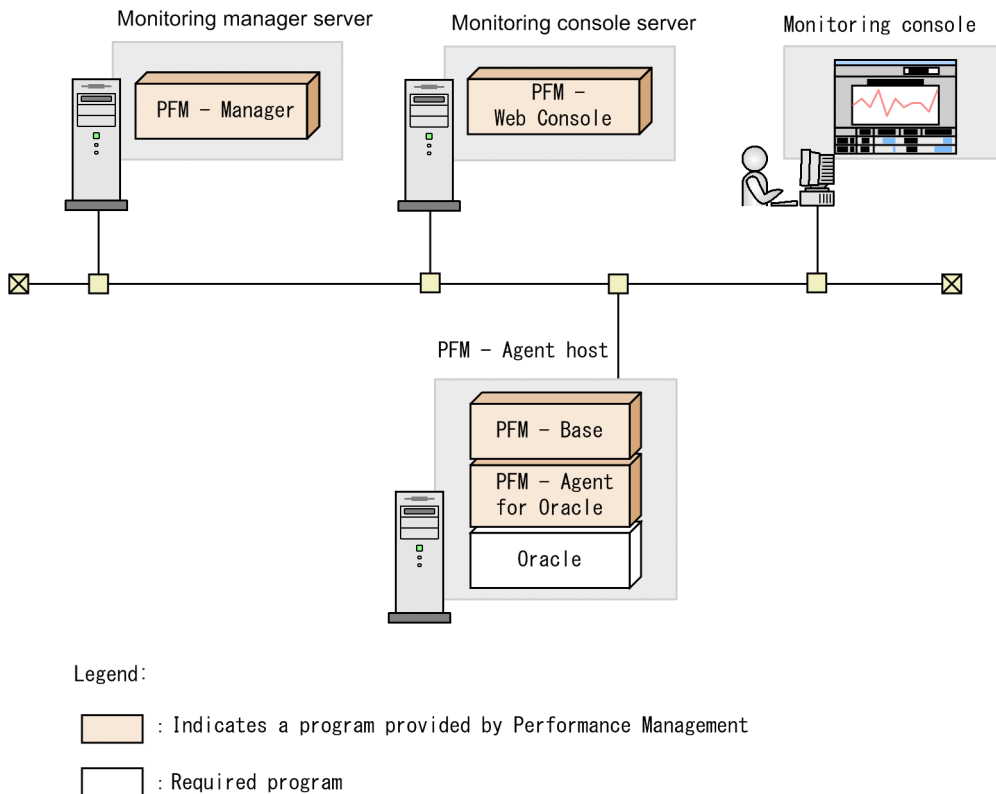 Monitoring manager server
Monitoring console server
Monitoring console
PFM - Manager
PFM -
Web Console
PFM - Agent host
PFM - Base
PFM - Agent
for Oracle
Oracle
Legend:
: Indicates a program provided by Performance Management
: Required program